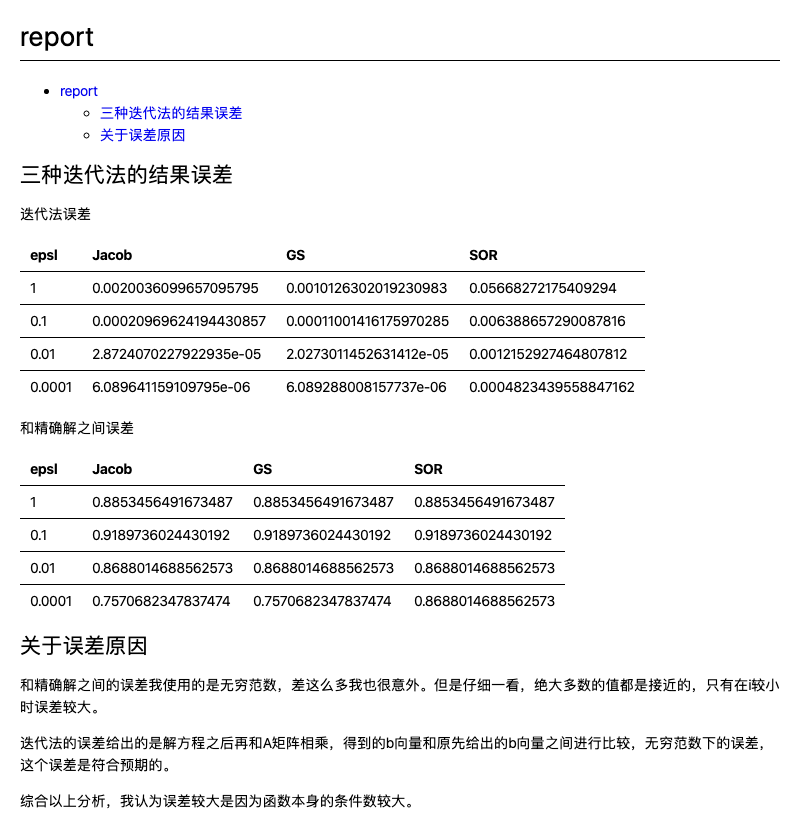 report
report
三种迭代法的结果误差
关于误差原因
三种迭代法的结果误差
迭代法误差
epsl Jacob GS SOR
1 0.0020036099657095795 0.0010126302019230983 0.05668272175409294
0.1 0.00020969624194430857 0.00011001416175970285 0.006388657290087816
0.01 2.8724070227922935e-05 2.0273011452631412e-05 0.0012152927464807812
0.0001 6.089641159109795e-06 6.089288008157737e-06 0.0004823439558847162
和精确解之间误差
epsl Jacob GS SOR
1 0.8853456491673487 0.8853456491673487 0.8853456491673487
0.1 0.9189736024430192 0.9189736024430192 0.9189736024430192
0.01 0.8688014688562573 0.8688014688562573 0.8688014688562573
0.0001 0.7570682347837474 0.7570682347837474 0.8688014688562573
关于误差原因
和精确解之间的误差我使用的是无穷范数，差这么多我也很意外。但是仔细一看，绝大多数的值都是接近的，只有在i较小
时误差较大。
迭代法的误差给出的是解方程之后再和A矩阵相乘，得到的b向量和原先给出的b向量之间进行比较，无穷范数下的误差，
这个误差是符合预期的。
综合以上分析，我认为误差较大是因为函数本身的条件数较大。